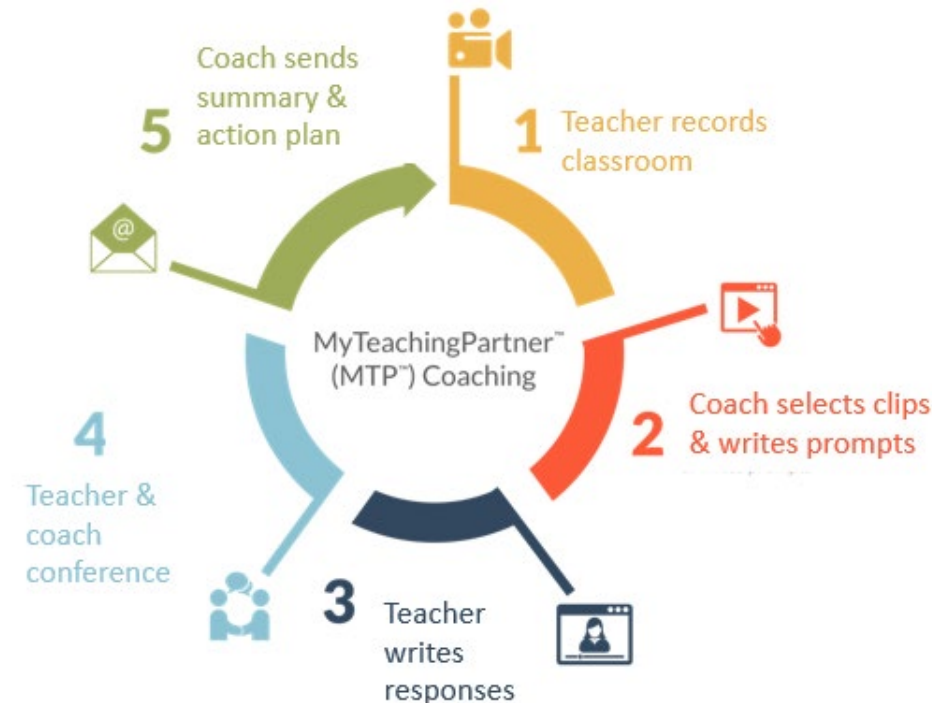 MyTeachingPartner™
(MTP™) Coaching
1
Teacher records
classroom
2
Coach selects clips
& writes prompts
3
Teacher
writes
responses
4
Teacher &
coach
conference
5
Coach sends
summary &
action plan
@